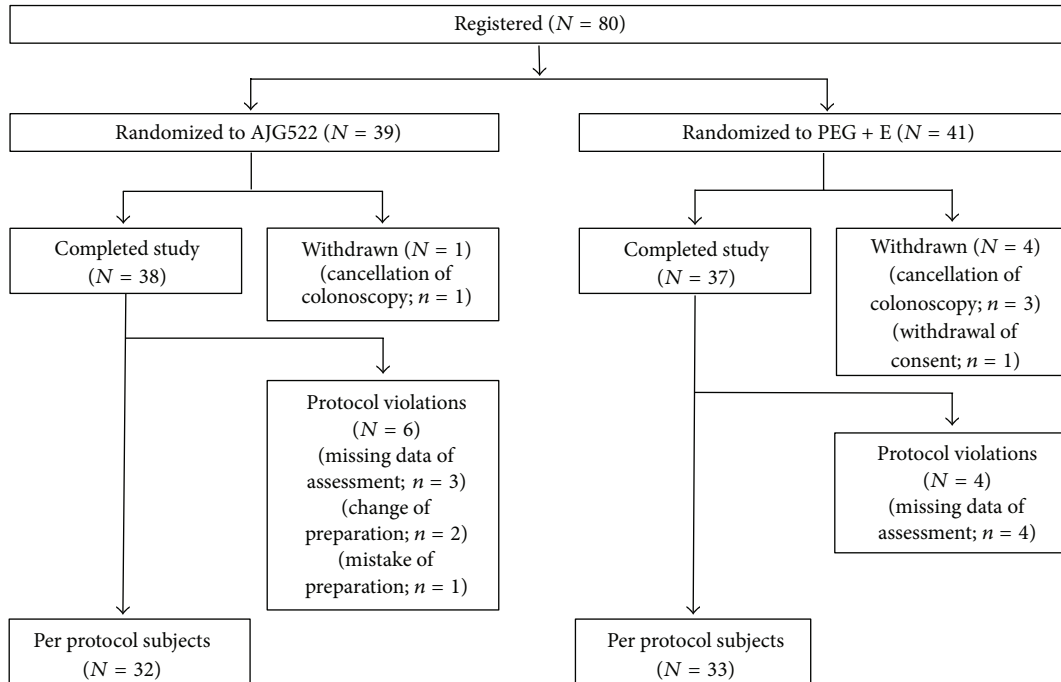 Registered (N = 80)
Randomized to AJG522 (N = 39)
Randomized to PEG + E (N = 41)
Completed study
(N = 38)
Withdrawn (N = 1)
(cancellation of
colonoscopy; n = 1)
Completed study
(N = 37)
Withdrawn (N = 4)
(cancellation of
colonoscopy; n = 3)
(withdrawal of
consent; n = 1)
Protocol violations
(N = 6)
(missing data of
assessment; n = 3)
(change of
preparation; n = 2)
(mistake of
preparation; n = 1)
Protocol violations
(N = 4)
(missing data of
assessment; n = 4)
Per protocol subjects
(N = 32)
Per protocol subjects
(N = 33)